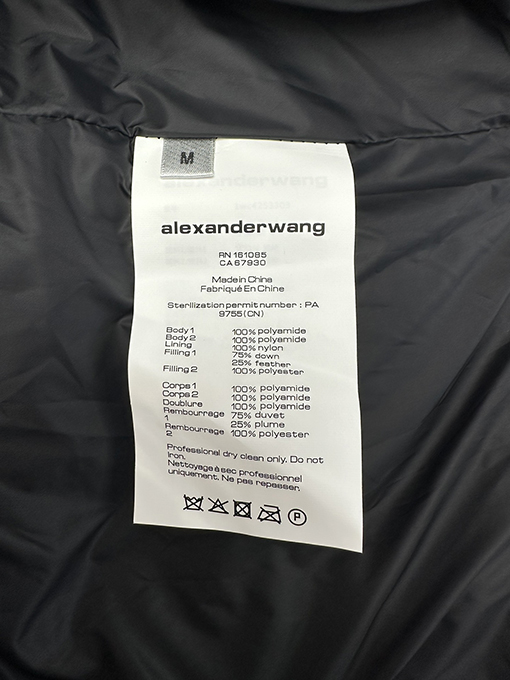 M
alexanderwang
RN 161085
CA 67930
Made in China
Fabriqué En Chine
Sterilization permit number : PA
9755 (CN)
Body 1 100% polyamide
Body 2 100% polyamide
Lining 100% nylon
Filling 1 75% down
25% feather
Filling 2 100% polyester
Corps 1 100% polyamide
Corps 2 100% polyamide
Doublure 100% polyamide
Rembourrage 75% duvet
1 25% plume
Rembourrage 100% polyester
2
Professional dry clean only. Do not
iron.
Nettoyage à sec professionnel
uniquement. Ne pas repasser.
P